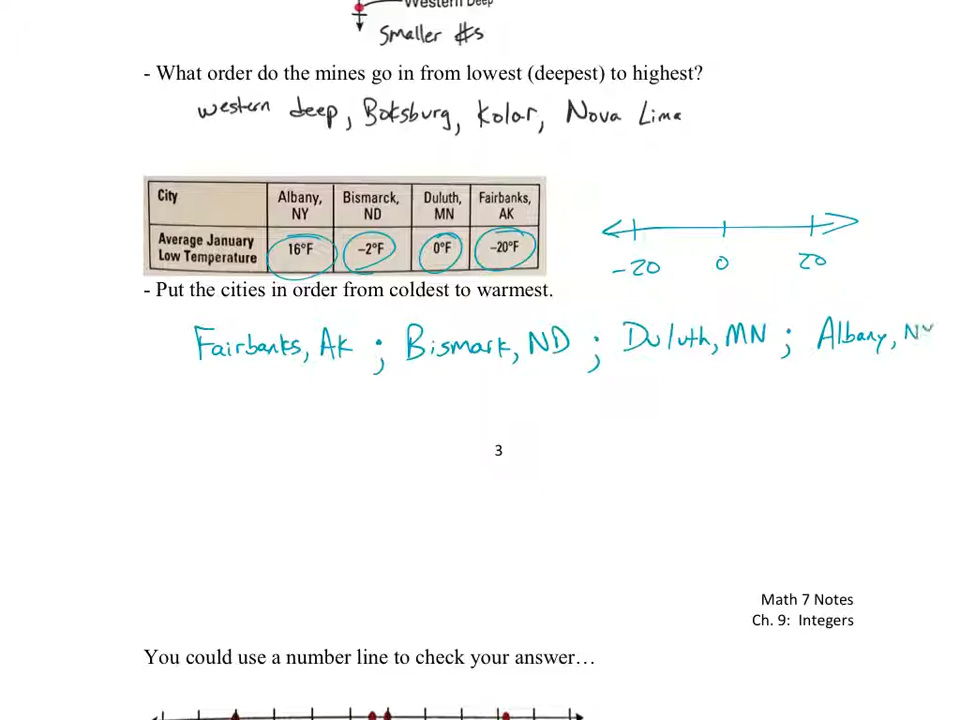 Western Deep
Smaller #s
- What order do the mines go in from lowest (deepest) to highest?
western deep, Botsburg, Kolar, Nova Lima
City Albany, NY Bismarck, ND Duluth, MN Fairbanks, AK
Average January Low Temperature 16°F -2°F 0°F -20°F
-20 0 20
- Put the cities in order from coldest to warmest.
Fairbanks, AK ; Bismark, ND ; Duluth, MN ; Albany, NY
3
Math 7 Notes
Ch. 9: Integers
You could use a number line to check your answer…